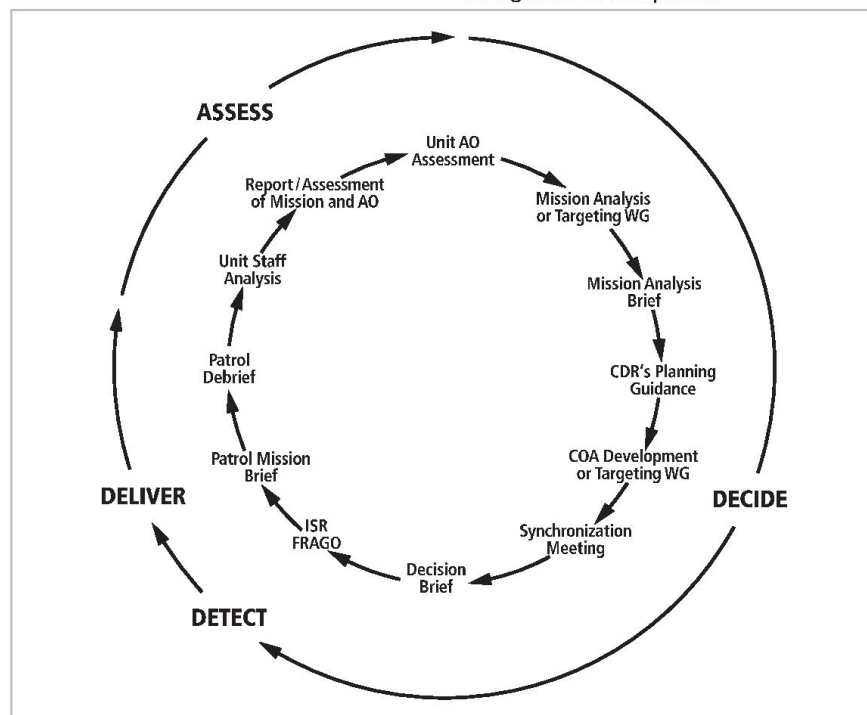 ASSESS
Unit AO
Assessment
Report/Assessment
of Mission and AO
Mission Analysis
or Targeting WG
Unit Staff
Analysis
Mission Analysis
Brief
Patrol
Debrief
CDR's Planning
Guidance
Patrol Mission
Brief
COA Development
or Targeting WG
DELIVER
DECIDE
ISR
FRAGO
Synchronization
Meeting
Decision
Brief
DETECT